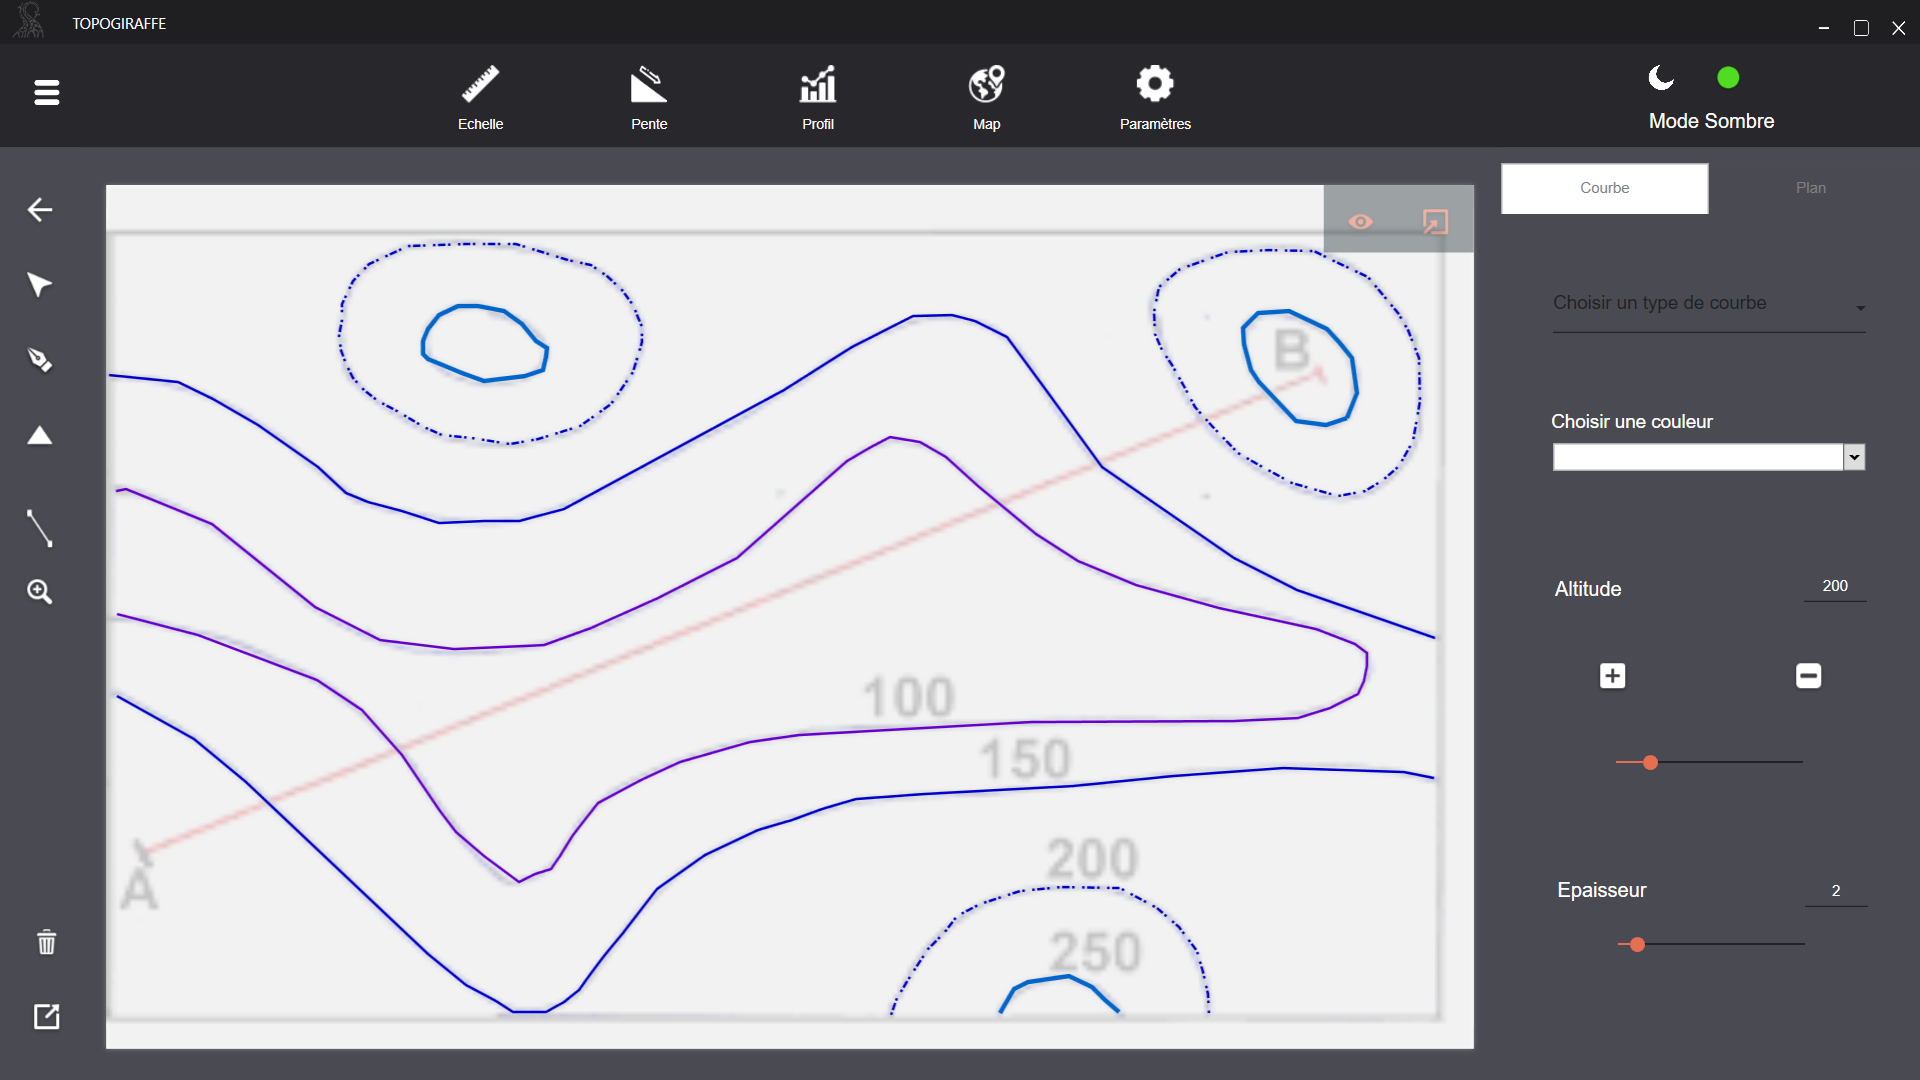 TOPOGIRAFFE
Echelle
Pente
Profil
Map
Paramètres
Mode Sombre
Courbe
Plan
Choisir un type de courbe
Choisir une couleur
Altitude
200
Epaisseur
2
B
100
150
200
A
250